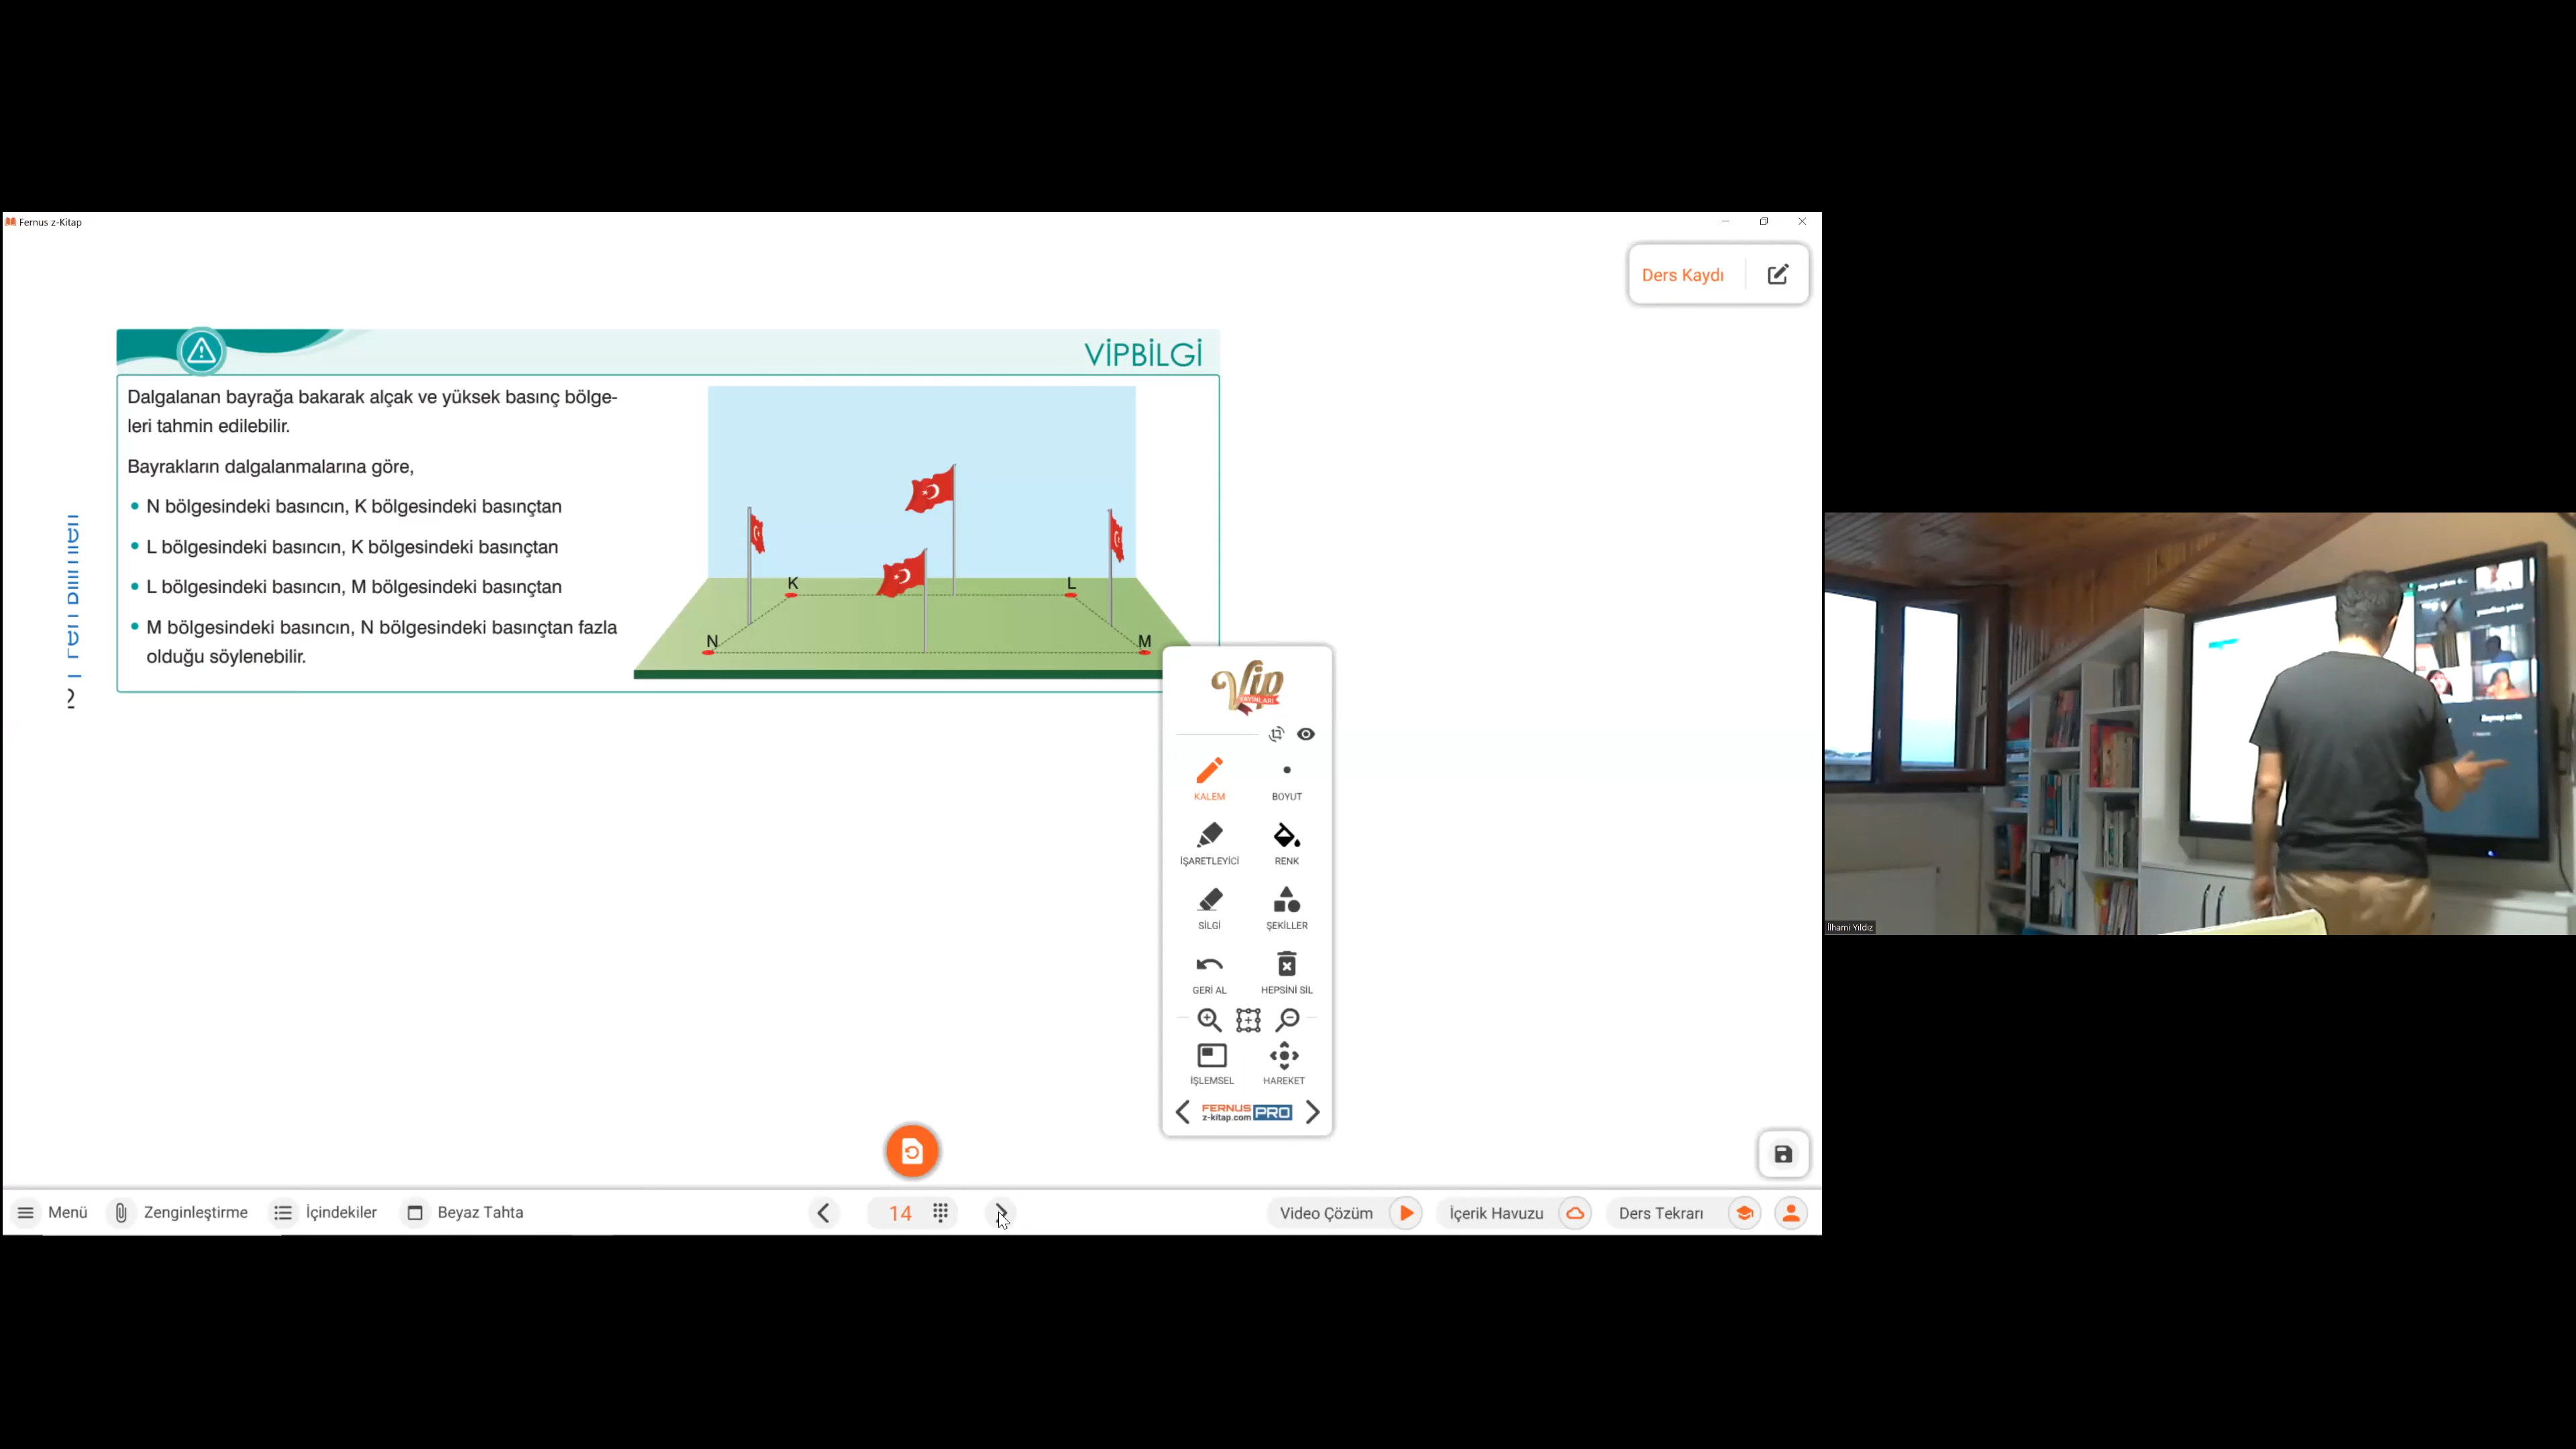 Fernus z-Kitap
Ders Kaydı
VİPBİLGİ
Dalgalanan bayrağa bakarak alçak ve yüksek basınç bölge-
leri tahmin edilebilir.
Bayrakların dalgalanmalarına göre,
• N bölgesindeki basıncın, K bölgesindeki basınçtan
• L bölgesindeki basıncın, K bölgesindeki basınçtan
• L bölgesindeki basıncın, M bölgesindeki basınçtan
• M bölgesindeki basıncın, N bölgesindeki basınçtan fazla
olduğu söylenebilir.
K
L
N
M
Vip
YAYINLARI
KALEM
BOYUT
İŞARETLEYİCİ
RENK
SİLGİ
ŞEKİLLER
GERİ AL
HEPSİNİ SİL
İŞLEMSEL
HAREKET
FERNUS
z-kitap.com PRO
İlhami Yıldız
Menü
Zenginleştirme
İçindekiler
Beyaz Tahta
14
Video Çözüm
İçerik Havuzu
Ders Tekrarı